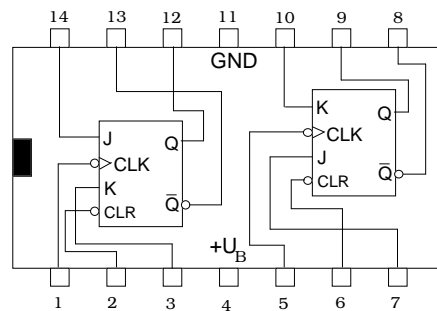 14 13 12 11 10 9 8
GND
J Q
CLK
K Q̅
CLR
K Q
CLK
J
CLR Q̅
+U_B
1 2 3 4 5 6 7